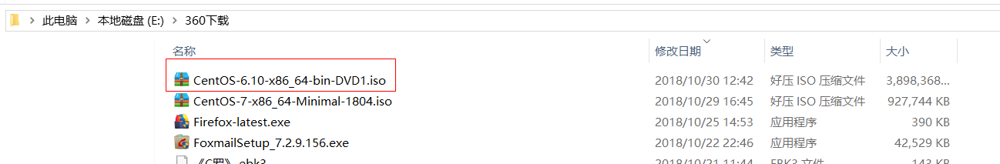 此电脑 > 本地磁盘 (E:) > 360下载
名称 修改日期 类型 大小
CentOS-6.10-x86_64-bin-DVD1.iso 2018/10/30 12:42 好压 ISO 压缩文件 3,898,368...
CentOS-7-x86_64-Minimal-1804.iso 2018/10/29 16:45 好压 ISO 压缩文件 927,744 KB
Firefox-latest.exe 2018/10/25 14:53 应用程序 390 KB
FoxmailSetup_7.2.9.156.exe 2018/10/22 22:46 应用程序 42,529 KB
《C罗》.ebk3 2018/10/21 11:44 EBK3 文件 143 KB